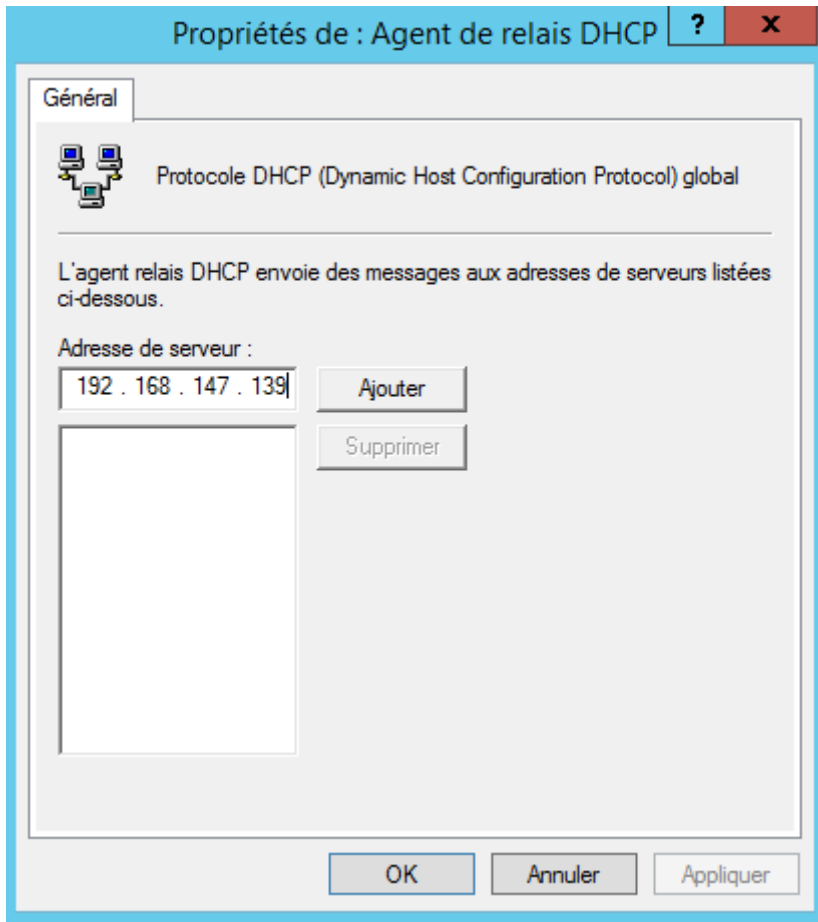 Propriétés de : Agent de relais DHCP
?
x
Général
Protocole DHCP (Dynamic Host Configuration Protocol) global
L'agent relais DHCP envoie des messages aux adresses de serveurs listées
ci-dessous.
Adresse de serveur :
192 . 168 . 147 . 139
Ajouter
Supprimer
OK
Annuler
Appliquer